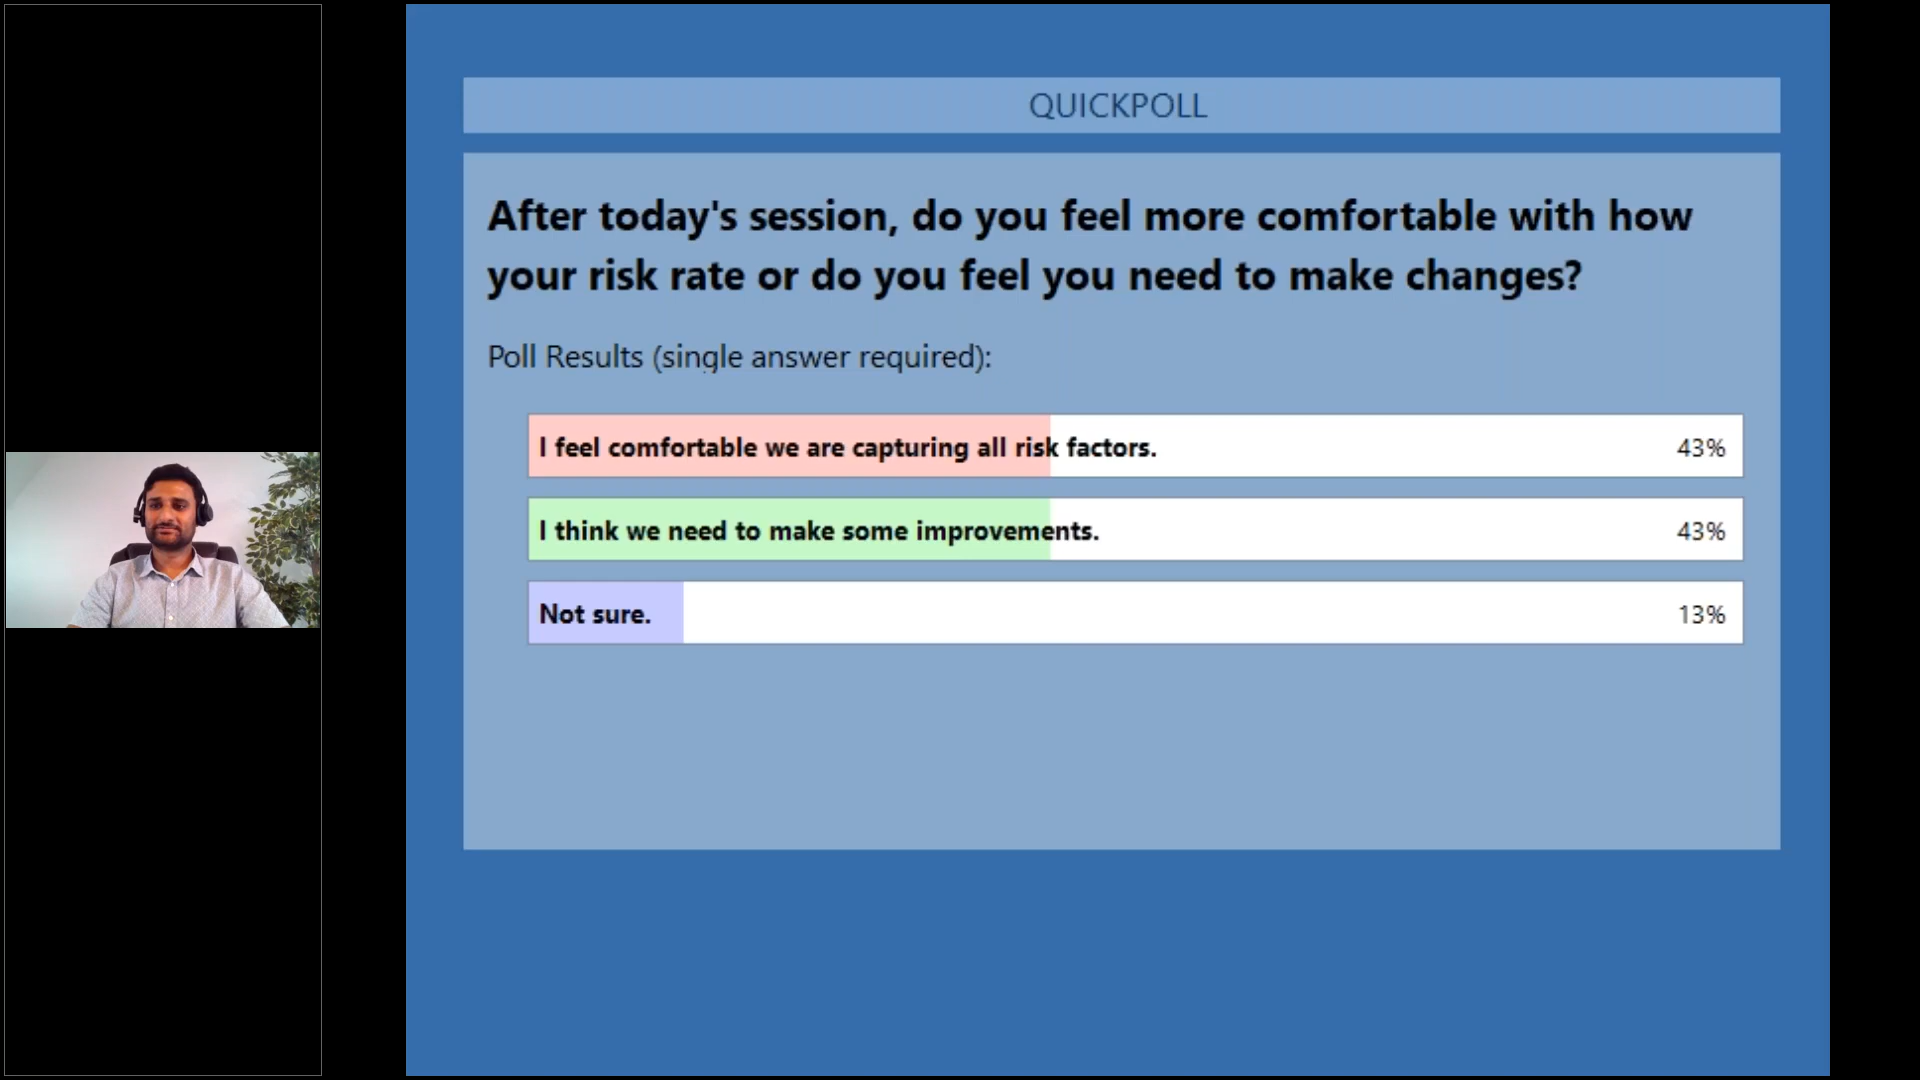 QUICKPOLL
After today's session, do you feel more comfortable with how
your risk rate or do you feel you need to make changes?
Poll Results (single answer required):
I feel comfortable we are capturing all risk factors. 43%
I think we need to make some improvements. 43%
Not sure. 13%